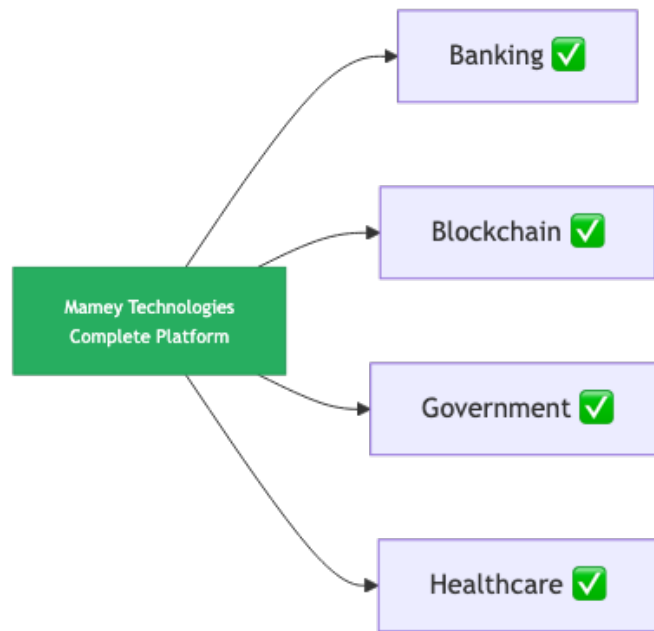 Banking ✅
Blockchain ✅
Mamey Technologies
Complete Platform
Government ✅
Healthcare ✅